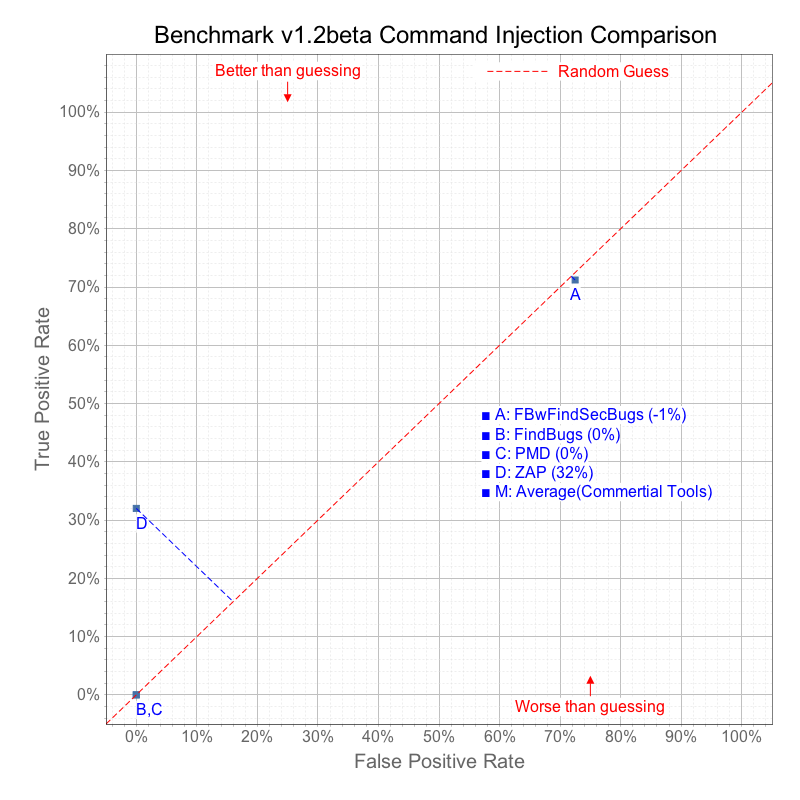 Benchmark v1.2beta Command Injection Comparison
Better than guessing
Random Guess
100%
90%
80%
70%
60%
50%
40%
30%
20%
10%
0%
True Positive Rate
A
A: FBwFindSecBugs (-1%)
B: FindBugs (0%)
C: PMD (0%)
D: ZAP (32%)
M: Average(Commertial Tools)
D
B,C
Worse than guessing
0%
10%
20%
30%
40%
50%
60%
70%
80%
90%
100%
False Positive Rate